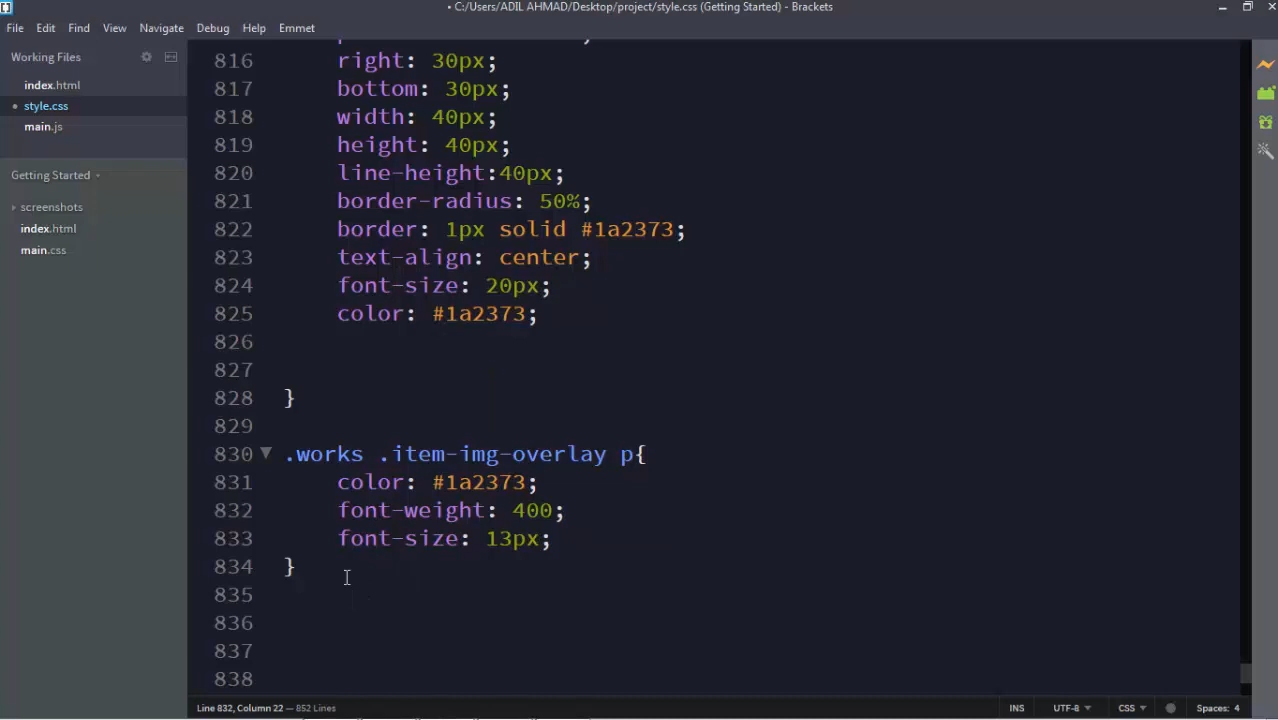 • C:/Users/ADIL AHMAD/Desktop/project/style.css (Getting Started) - Brackets
File Edit Find View Navigate Debug Help Emmet
Working Files
index.html
style.css
main.js
Getting Started
screenshots
index.html
main.css
816 right: 30px;
817 bottom: 30px;
818 width: 40px;
819 height: 40px;
820 line-height:40px;
821 border-radius: 50%;
822 border: 1px solid #1a2373;
823 text-align: center;
824 font-size: 20px;
825 color: #1a2373;
826
827
828 }
829
830 .works .item-img-overlay p{
831 color: #1a2373;
832 font-weight: 400;
833 font-size: 13px;
834 }
835
836
837
838
Line 832, Column 22 — 852 Lines
INS UTF-8 CSS Spaces: 4